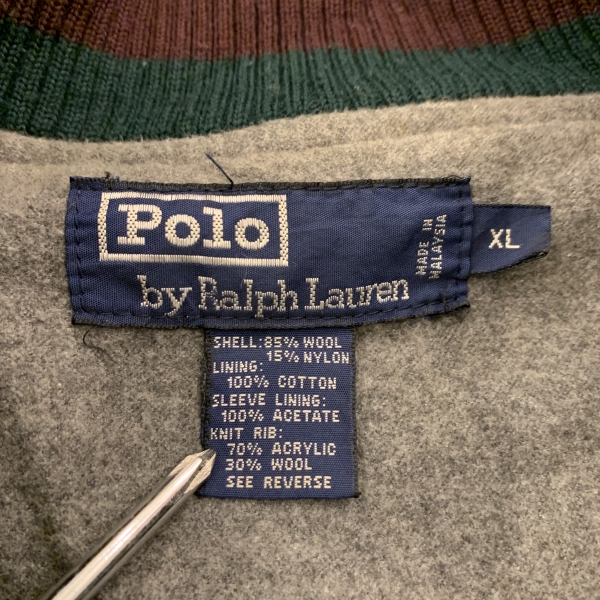 Polo
by Ralph Lauren
MADE IN
MALAYSIA
XL
SHELL:85% WOOL
15% NYLON
LINING:
100% COTTON
SLEEVE LINING:
100% ACETATE
KNIT RIB:
70% ACRYLIC
30% WOOL
SEE REVERSE